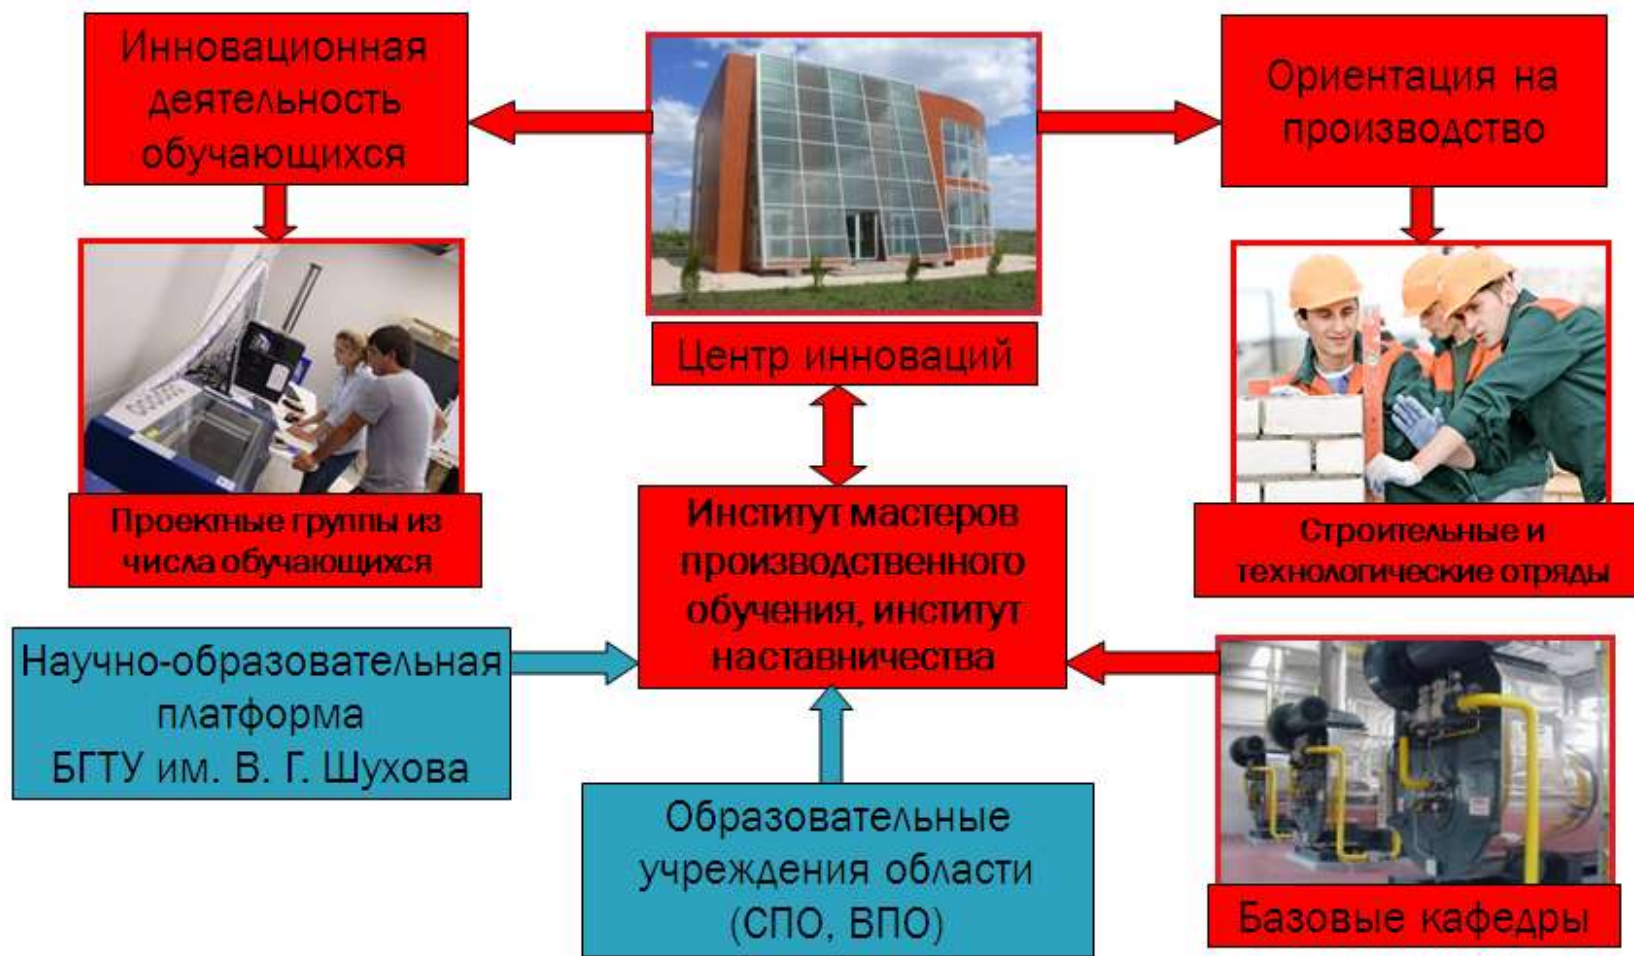 Инновационная
деятельность
обучающихся
Ориентация на
производство
Центр инноваций
Проектные группы из
числа обучающихся
Институт мастеров
производственного
обучения, институт
наставничества
Строительные и
технологические отряды
Научно-образовательная
платформа
БГТУ им. В. Г. Шухова
Образовательные
учреждения области
(СПО, ВПО)
Базовые кафедры